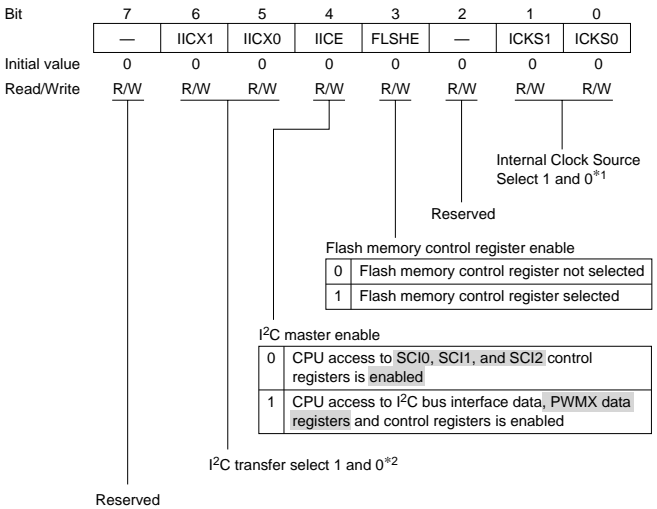 Bit 7 6 5 4 3 2 1 0
— IICX1 IICX0 IICE FLSHE — ICKS1 ICKS0
Initial value 0 0 0 0 0 0 0 0
Read/Write R/W R/W R/W R/W R/W R/W R/W R/W
Internal Clock Source
Select 1 and 0*1
Reserved
Flash memory control register enable
0 Flash memory control register not selected
1 Flash memory control register selected
I2C master enable
0 CPU access to SCI0, SCI1, and SCI2 control
registers is enabled
1 CPU access to I2C bus interface data, PWMX data
registers and control registers is enabled
I2C transfer select 1 and 0*2
Reserved